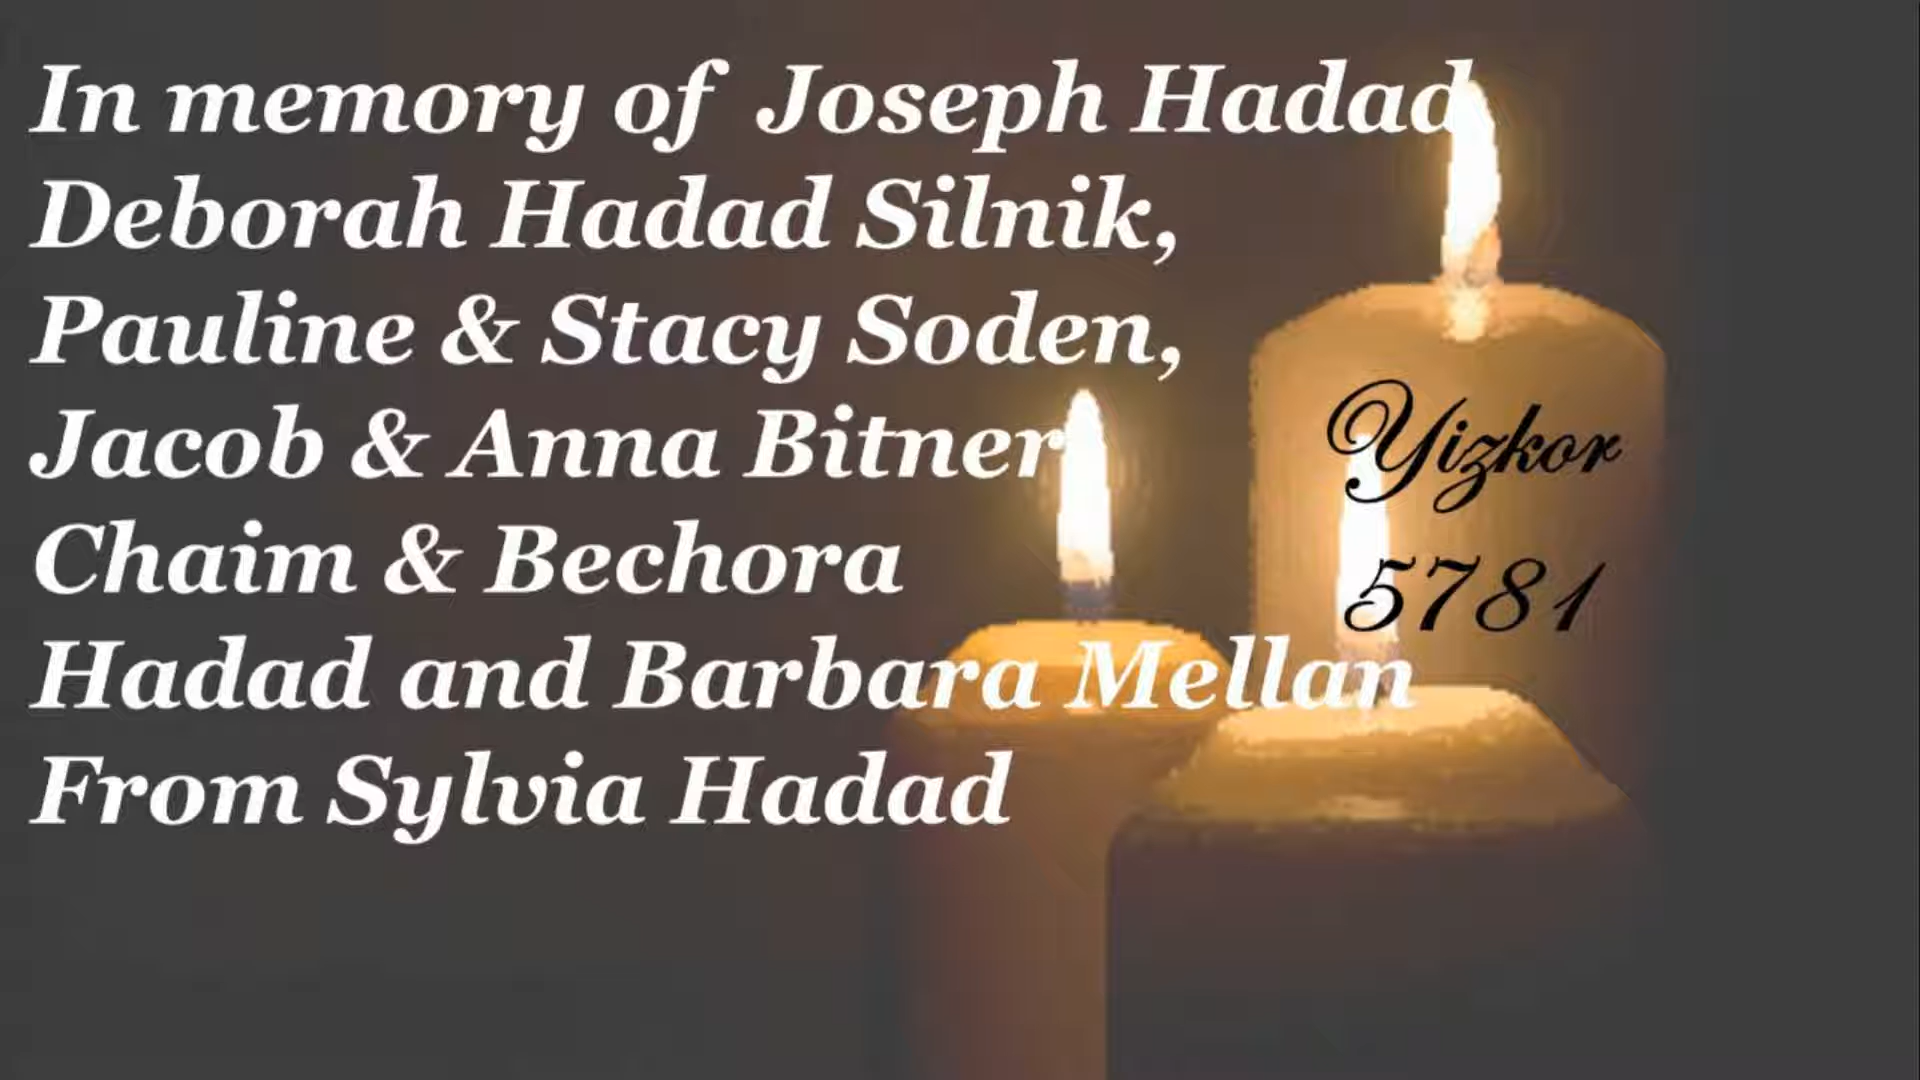 In memory of Joseph Hadad
Deborah Hadad Silnik,
Pauline & Stacy Soden,
Jacob & Anna Bitner
Chaim & Bechora
Hadad and Barbara Mellan
From Sylvia Hadad
Yizkor
5781